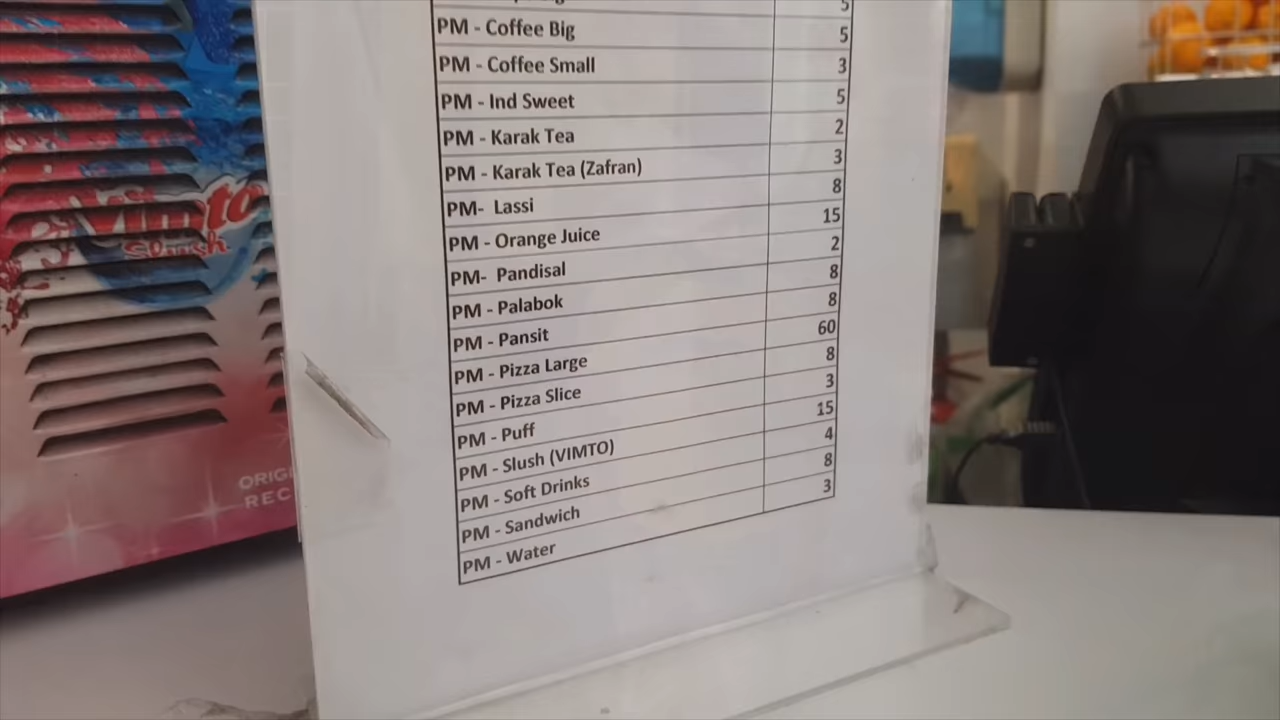 Vimto
Slush
ORIGI
REC
5
PM - Coffee Big 5
PM - Coffee Small 3
PM - Ind Sweet 5
PM - Karak Tea 2
PM - Karak Tea (Zafran) 3
PM- Lassi 8
PM - Orange Juice 15
PM- Pandisal 2
PM - Palabok 8
PM - Pansit 8
PM - Pizza Large 60
PM - Pizza Slice 8
PM - Puff 3
PM - Slush (VIMTO) 15
PM - Soft Drinks 4
PM - Sandwich 8
PM - Water 3